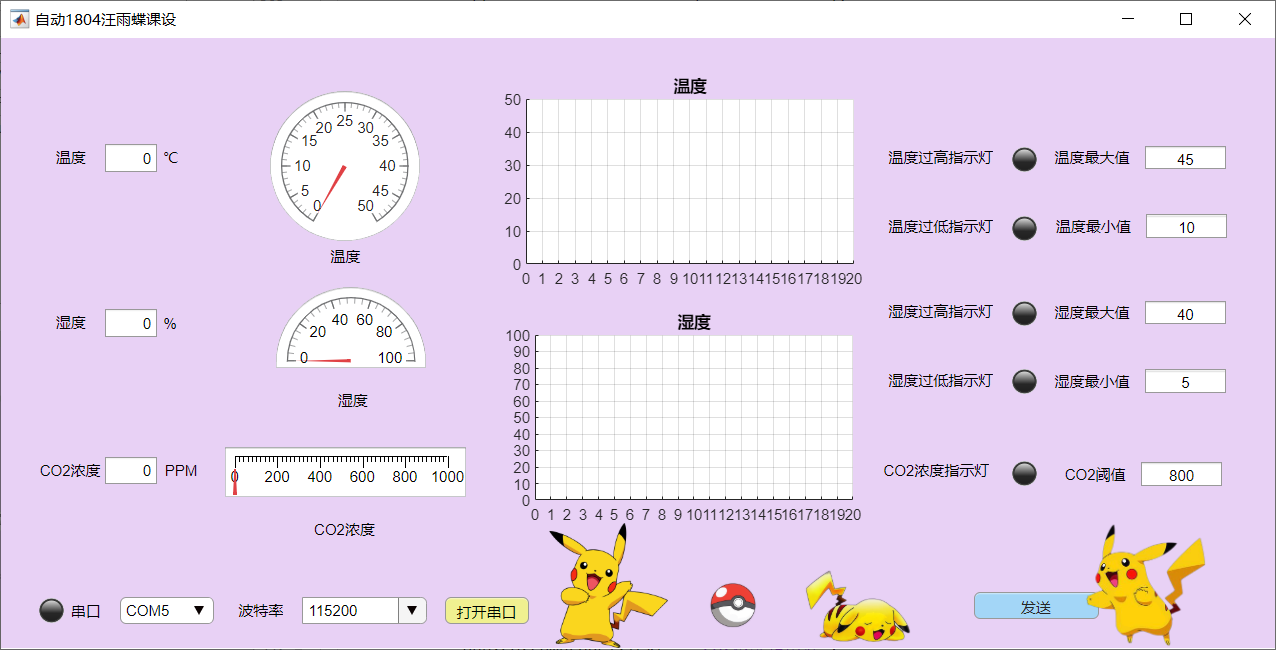 自动1804汪雨蝶课设
温度 0 ℃
0 5 10 15 20 25 30 35 40 45 50
温度
湿度 0 %
0 20 40 60 80 100
湿度
CO2浓度 0 PPM
0 200 400 600 800 1000
CO2浓度
温度
50
40
30
20
10
0
0 1 2 3 4 5 6 7 8 9 10 11 12 13 14 15 16 17 18 19 20
湿度
100
90
80
70
60
50
40
30
20
10
0
0 1 2 3 4 5 6 7 8 9 10 11 12 13 14 15 16 17 18 19 20
温度过高指示灯 温度最大值 45
温度过低指示灯 温度最小值 10
湿度过高指示灯 湿度最大值 40
湿度过低指示灯 湿度最小值 5
CO2浓度指示灯 CO2阈值 800
串口 COM5 波特率 115200 打开串口 发送